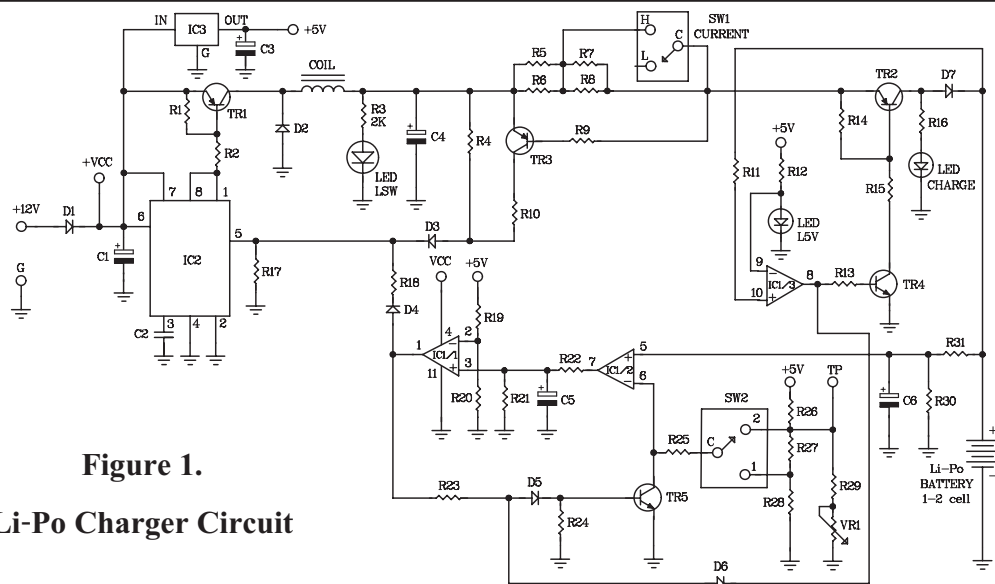 IN
IC3
OUT
G
C3
+5V
COIL
R5
R6
R7
R8
H
L
C
SW1
CURRENT
R1
TR1
R2
D2
R3
2K
LED
LSW
C4
R4
TR3
R9
R10
R11
+5V
R12
LED
L5V
R14
TR2
D7
R16
LED
CHARGE
R15
9
10
−
+
IC1/3
8
R13
TR4
+VCC
+12V
D1
6
7
8
1
5
IC2
C1
+
G
C2
3
4
2
R17
D3
R18
D4
VCC
+5V
R19
1
4
2
3
11
−
+
IC1/1
R20
R21
R22
C5
+
7
IC1/2
+
−
5
6
+5V
TP
R26
SW2
2
C
1
R25
R27
R28
R29
VR1
C6
+
R30
R31
+
−
Li-Po
BATTERY
1-2 cell
R23
D5
R24
TR5
D6
Figure 1.
Li-Po Charger Circuit